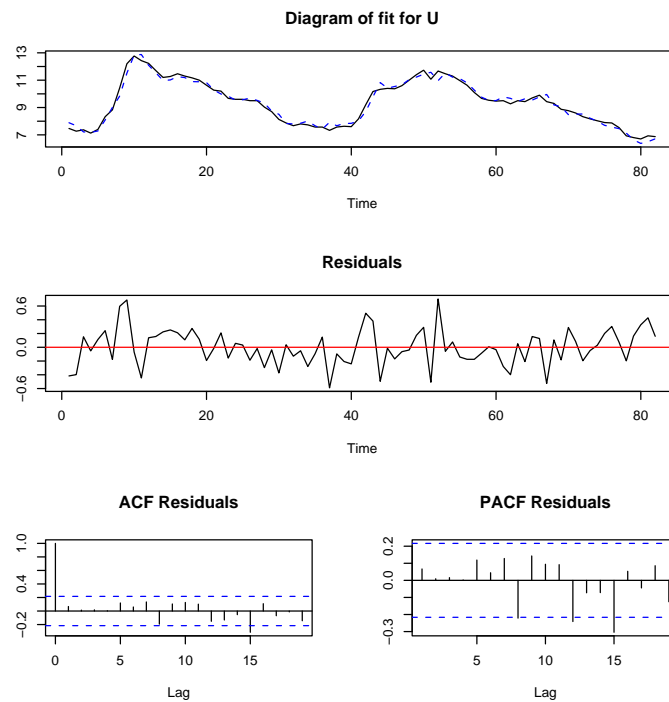 Diagram of fit for U
7 9 11 13
0 20 40 60 80
Time
Residuals
−0.6 0.0 0.6
0 20 40 60 80
Time
ACF Residuals
−0.2 0.4 1.0
0 5 10 15
Lag
PACF Residuals
−0.3 0.0 0.2
5 10 15
Lag